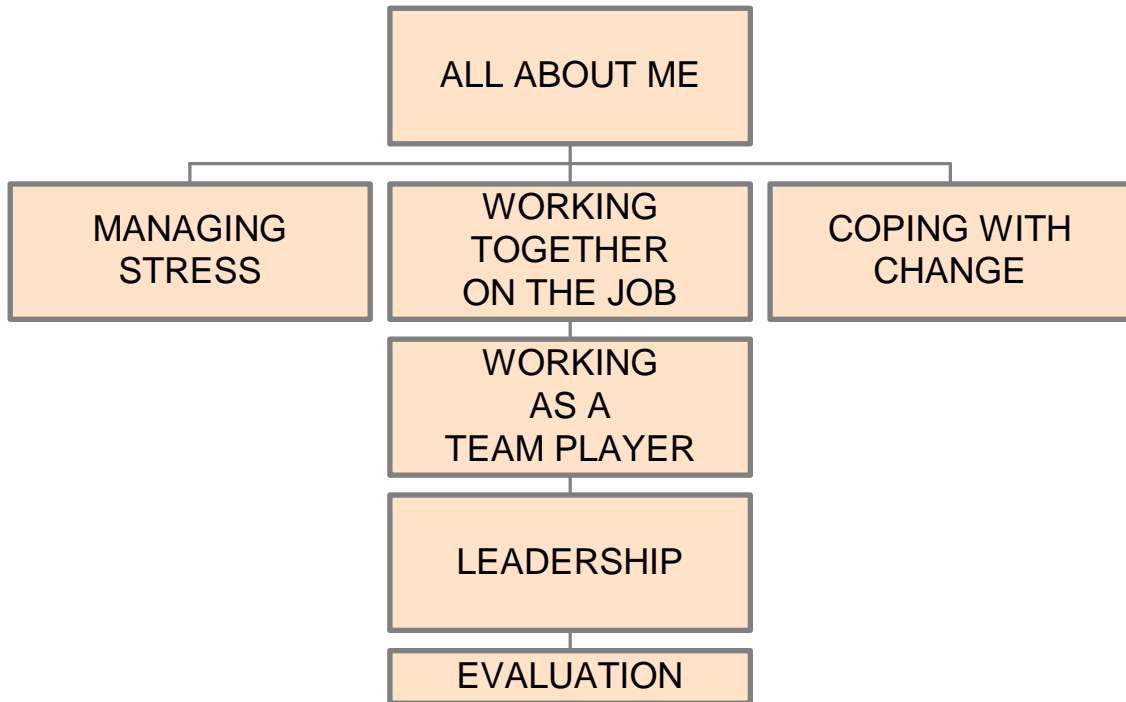 ALL ABOUT ME
MANAGING
STRESS
WORKING
TOGETHER
ON THE JOB
COPING WITH
CHANGE
WORKING
AS A
TEAM PLAYER
LEADERSHIP
EVALUATION